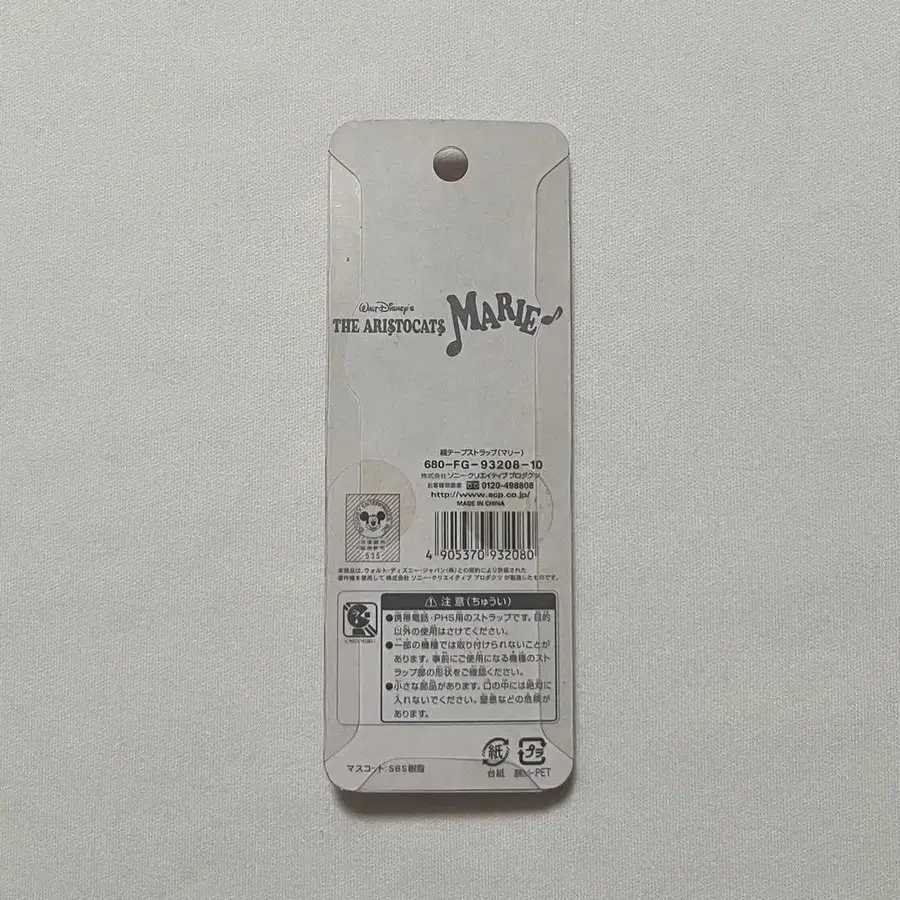 WALT DISNEY'S
THE ARISTOCATS MARIE
織テープストラップ(マリー)
680-FG-93208-10
株式会社 ソニー・クリエイティブ プロダクツ
お客様相談室 0120-498808
http://www.scp.co.jp/
MADE IN CHINA
535
4 905370 932080
本商品は、ウォルト・ディズニー・ジャパン(株)との契約により許諾された
著作権を使用して 株式会社 ソニー・クリエイティブ プロダクツ が製造したものです。
注意(ちゅうい)
●携帯電話・PHS用のストラップです。目的
以外の使用はさけてください。
●一部の機種では取り付けられないことが
あります。事前にご使用になる機種のスト
ラップ部の形状をご確認ください。
●小さな部品があります。口の中には絶対に
入れないでください。窒息などの危険が
あります。
マスコット:SBS樹脂
紙
台紙
プラ
PET